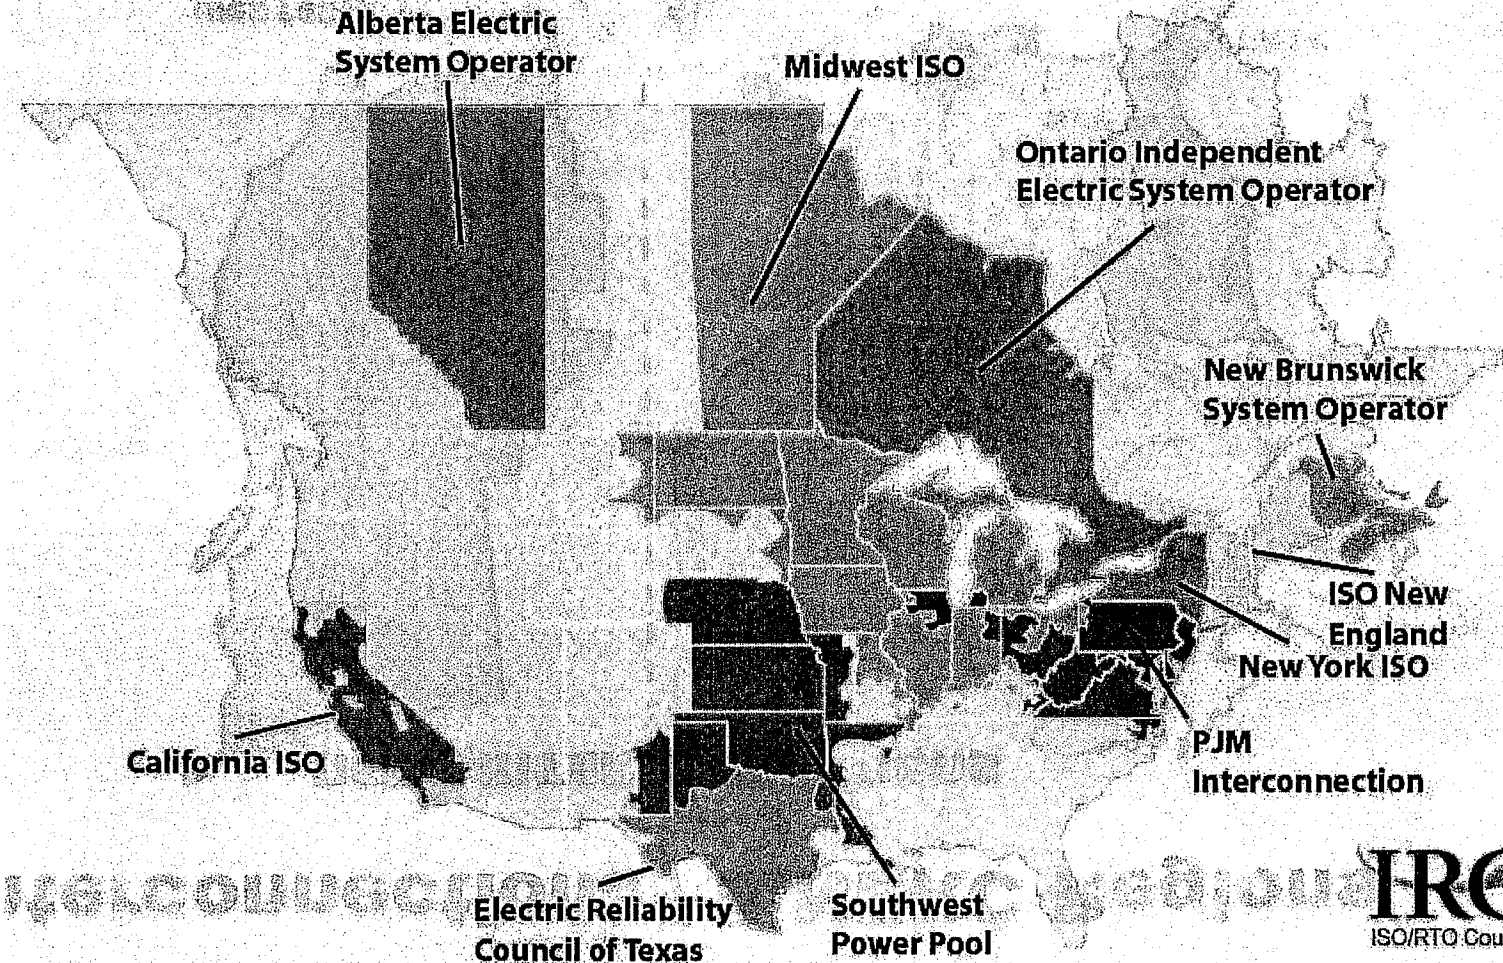 Alberta Electric
System Operator
Midwest ISO
Ontario Independent
Electric System Operator
New Brunswick
System Operator
ISO New
England
New York ISO
PJM
Interconnection
California ISO
Electric Reliability
Council of Texas
Southwest
Power Pool
IRC
ISO/RTO Cou